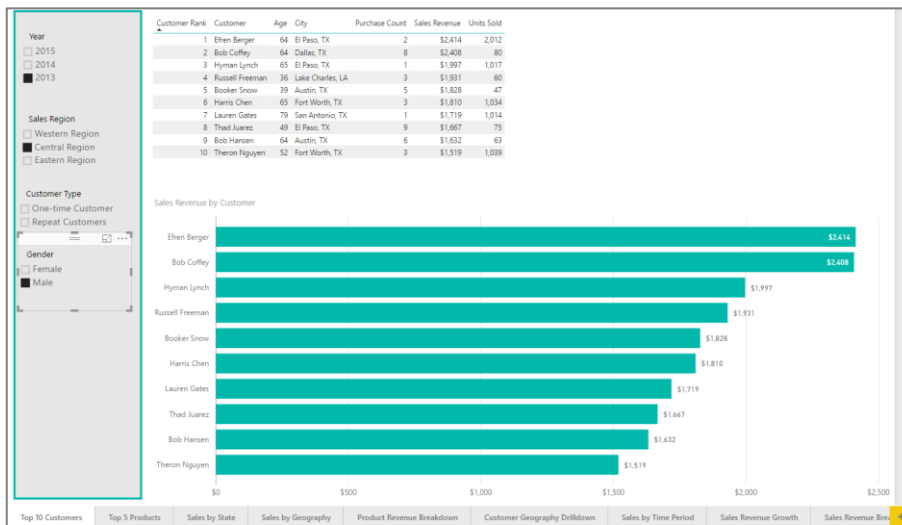 Year
2015
2014
2013
Sales Region
Western Region
Central Region
Eastern Region
Customer Type
One-time Customer
Repeat Customers
Gender
Female
Male
Customer Rank Customer Age City Purchase Count Sales Revenue Units Sold
1 Efren Berger 64 El Paso, TX 2 $2,414 2,012
2 Bob Coffey 64 Dallas, TX 8 $2,408 80
3 Hyman Lynch 65 El Paso, TX 1 $1,997 1,017
4 Russell Freeman 36 Lake Charles, LA 3 $1,931 60
5 Booker Snow 39 Austin, TX 5 $1,828 47
6 Harris Chen 65 Fort Worth, TX 3 $1,810 1,034
7 Lauren Gates 79 San Antonio, TX 1 $1,719 1,014
8 Thad Juarez 49 El Paso, TX 9 $1,667 75
9 Bob Hansen 64 Austin, TX 6 $1,632 63
10 Theron Nguyen 52 Fort Worth, TX 3 $1,519 1,039
Sales Revenue by Customer
Efren Berger $2,414
Bob Coffey $2,408
Hyman Lynch $1,997
Russell Freeman $1,931
Booker Snow $1,828
Harris Chen $1,810
Lauren Gates $1,719
Thad Juarez $1,667
Bob Hansen $1,632
Theron Nguyen $1,519
$0 $500 $1,000 $1,500 $2,000 $2,500
Top 10 Customers Top 5 Products Sales by State Sales by Geography Product Revenue Breakdown Customer Geography Drilldown Sales by Time Period Sales Revenue Growth Sales Revenue Brea